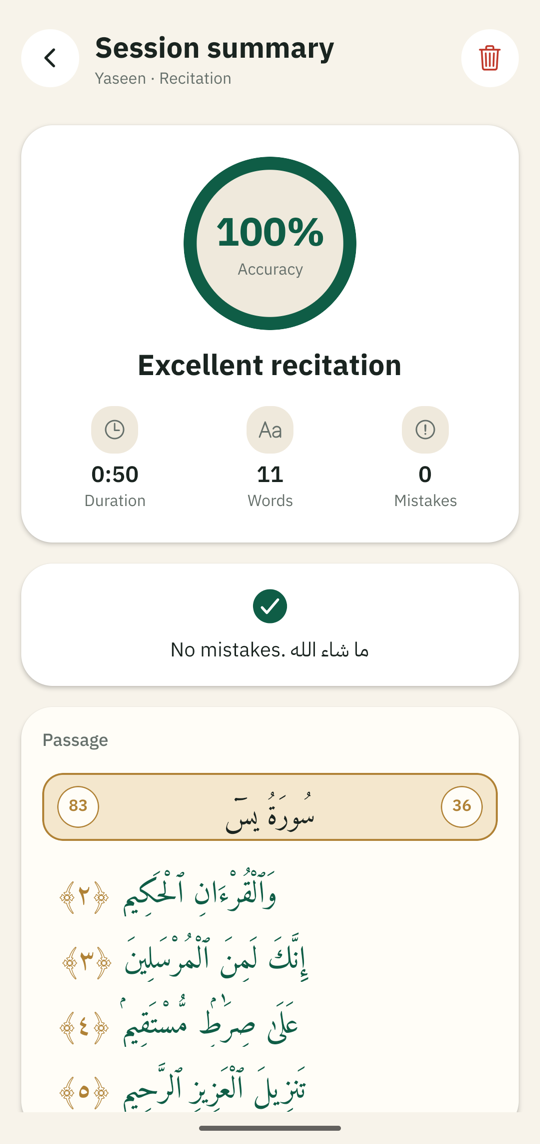 Session summary
Yaseen · Recitation
100%
Accuracy
Excellent recitation
Aa
0:50
Duration
11
Words
0
Mistakes
No mistakes. ما شاء الله
Passage
83
سُورَةُ يسٓ
36
وَٱلْقُرْءَانِ ٱلْحَكِيمِ ﴿٢﴾
إِنَّكَ لَمِنَ ٱلْمُرْسَلِينَ ﴿٣﴾
عَلَىٰ صِرَٰطٍۢ مُّسْتَقِيمٍۢ ﴿٤﴾
تَنزِيلَ ٱلْعَزِيزِ ٱلرَّحِيمِ ﴿٥﴾